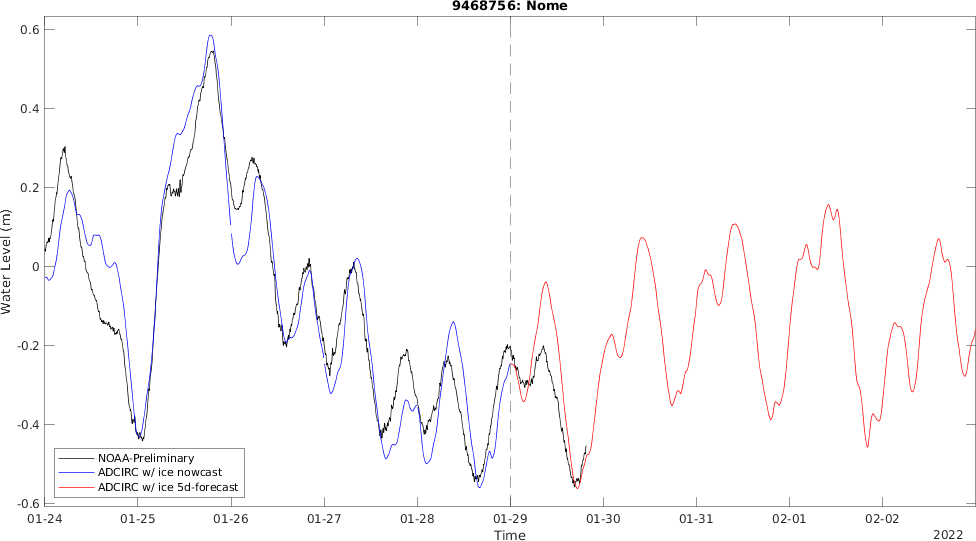 9468756: Nome
0.6
0.4
0.2
0
-0.2
-0.4
-0.6
Water Level (m)
NOAA-Preliminary
ADCIRC w/ ice nowcast
ADCIRC w/ ice 5d-forecast
01-24 01-25 01-26 01-27 01-28 01-29 01-30 01-31 02-01 02-02
Time
2022